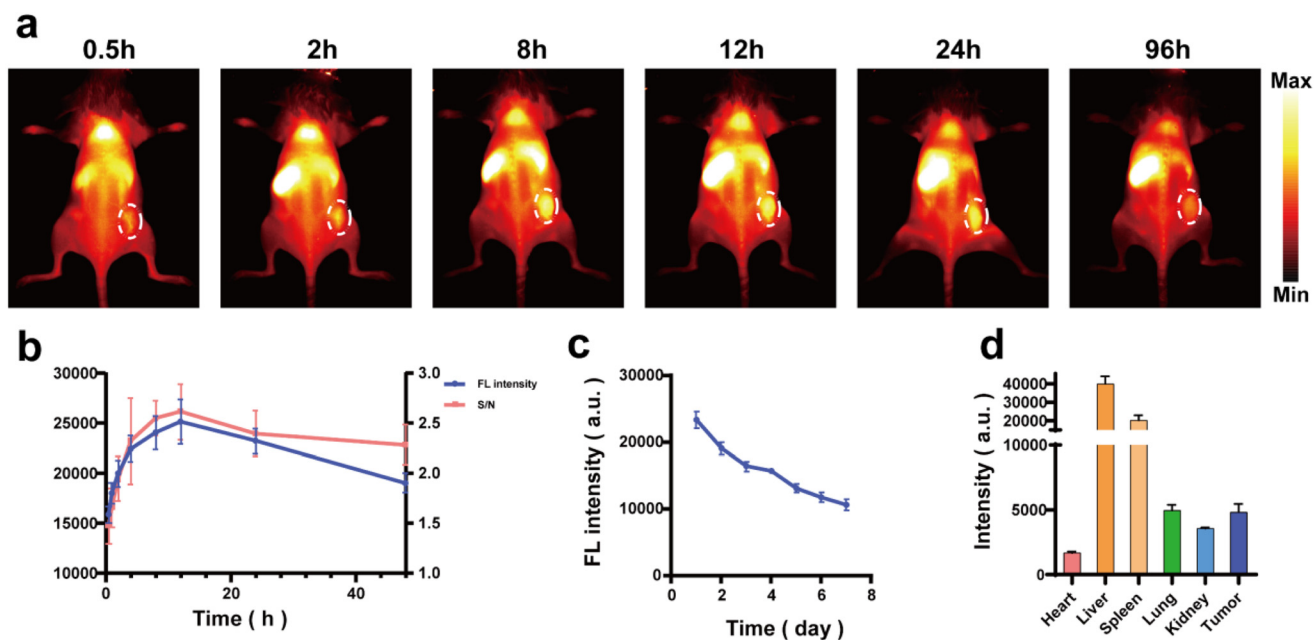 a
0.5h 2h 8h 12h 24h 96h
Max
Min
b
30000
25000
20000
15000
10000
3.0
2.5
2.0
1.5
1.0
0 20 40
Time ( h )
FL intensity
S/N
c
FL intensity ( a.u. )
30000
20000
10000
0
0 2 4 6 8
Time ( day )
d
Intensity ( a.u. )
40000
30000
20000
10000
5000
0
Heart Liver Spleen Lung Kidney Tumor